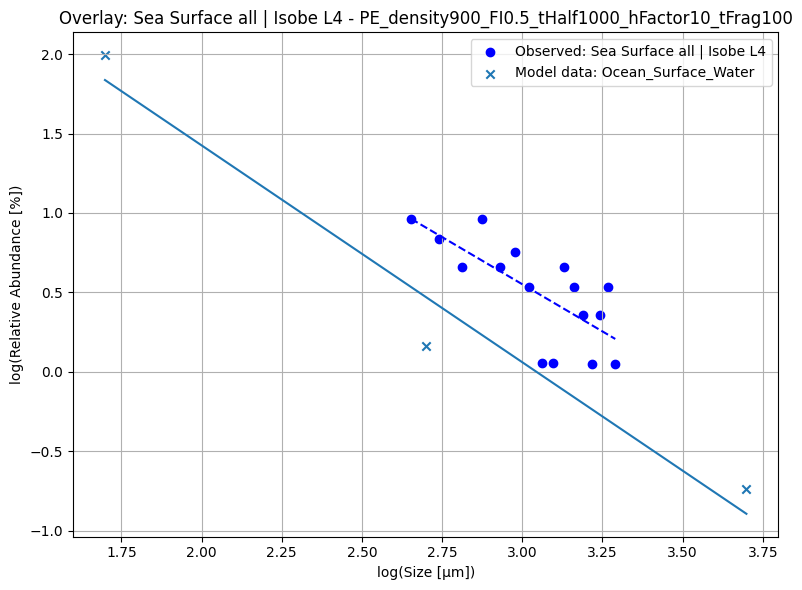 Overlay: Sea Surface all | Isobe L4 - PE_density900_FI0.5_tHalf1000_hFactor10_tFrag100
Observed: Sea Surface all | Isobe L4
Model data: Ocean_Surface_Water
log(Relative Abundance [%])
2.0
1.5
1.0
0.5
0.0
−0.5
−1.0
1.75 2.00 2.25 2.50 2.75 3.00 3.25 3.50 3.75
log(Size [μm])